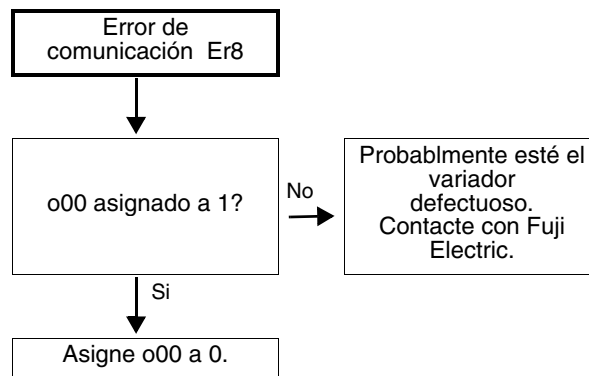 Error de
comunicación Er8
o00 asignado a 1?
No
Probablmente esté el
variador
defectuoso.
Contacte con Fuji
Electric.
Si
Asigne o00 a 0.